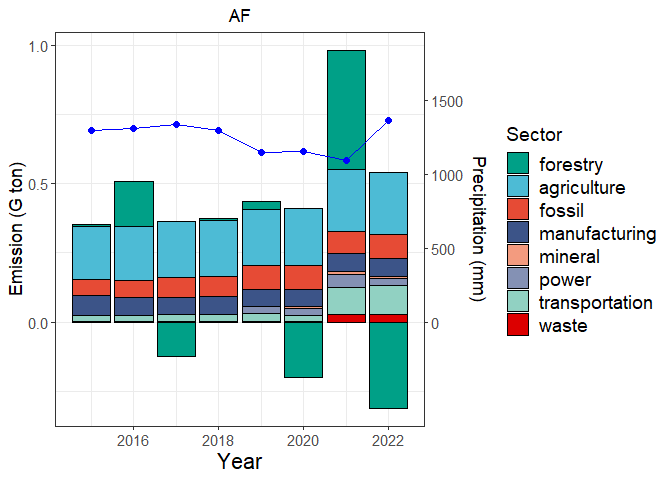 AF
1.0
0.5
0.0
Emission (G ton)
1500
1000
500
0
Precipitation (mm)
2016 2018 2020 2022
Year
Sector
forestry
agriculture
fossil
manufacturing
mineral
power
transportation
waste